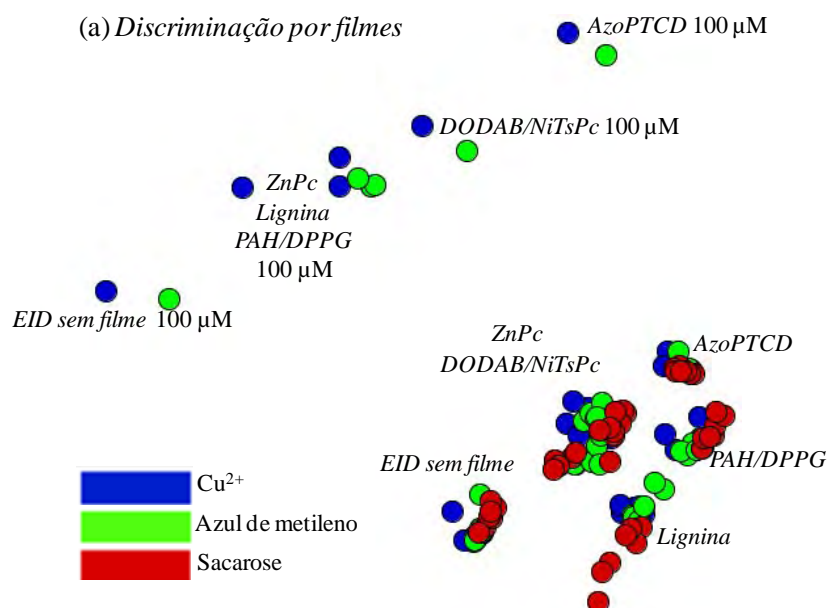 (a) Discriminação por filmes
AzoPTCD 100 µM
DODAB/NiTsPc 100 µM
ZnPc
Lignina
PAH/DPPG
100 µM
EID sem filme 100 µM
ZnPc
DODAB/NiTsPc
AzoPTCD
EID sem filme
PAH/DPPG
Lignina
Cu²⁺
Azul de metileno
Sacarose